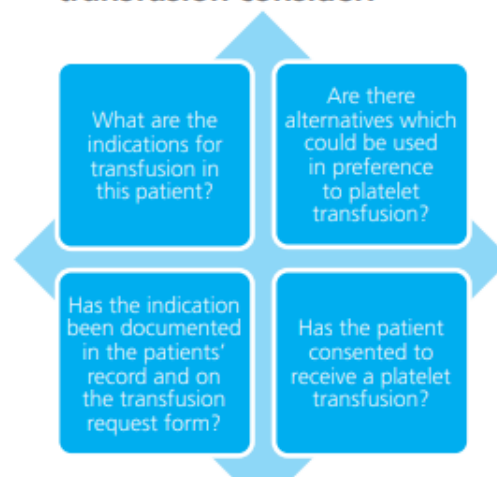 transfusion consider:
What are the
indications for
transfusion in
this patient?
Are there
alternatives which
could be used
in preference
to platelet
transfusion?
Has the indication
been documented
in the patients'
record and on
the transfusion
request form?
Has the patient
consented to
receive a platelet
transfusion?